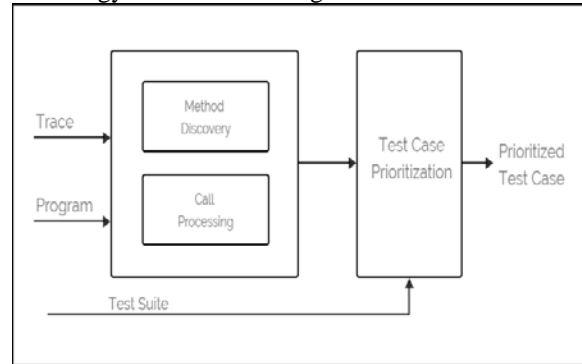 Method
Discovery
Trace
Test Case
Prioritization
Prioritized
Test Case
Program
Call
Processing
Test Suite